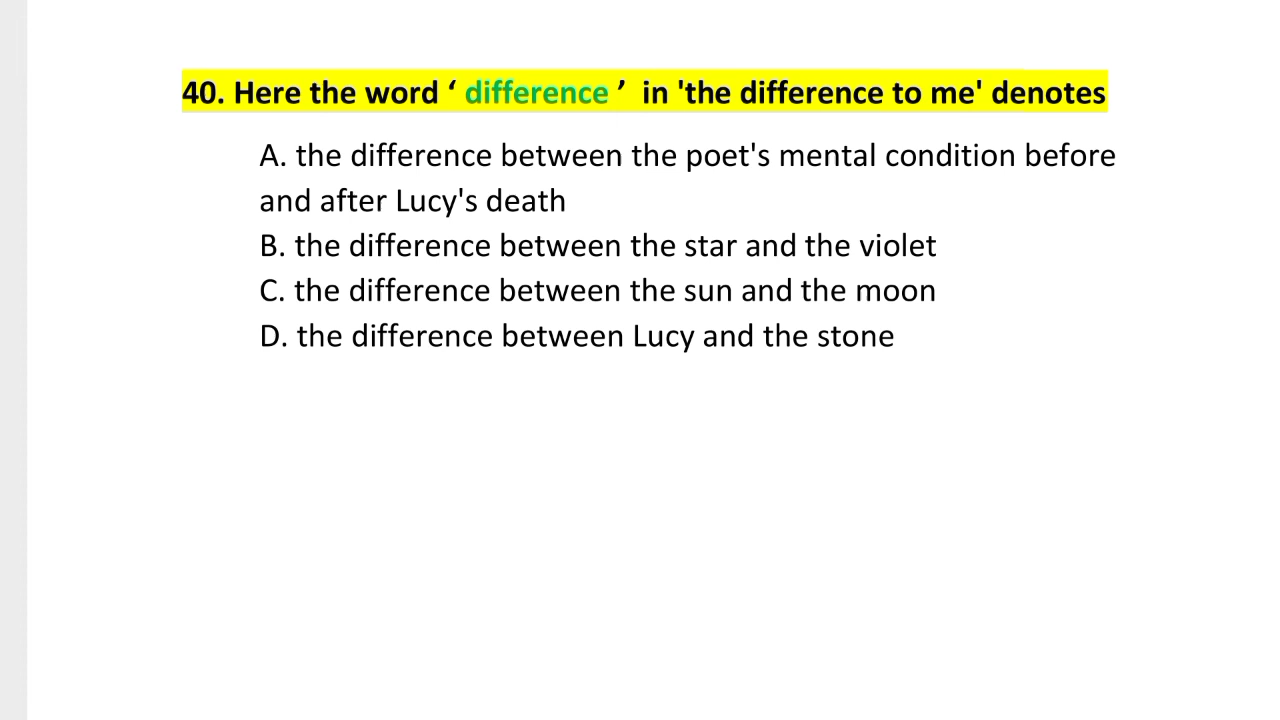 40. Here the word ‘ difference ’  in 'the difference to me' denotes
A. the difference between the poet's mental condition before
and after Lucy's death
B. the difference between the star and the violet
C. the difference between the sun and the moon
D. the difference between Lucy and the stone